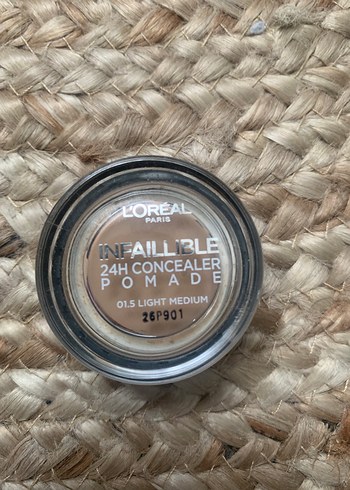 L'ORÉAL
PARIS
INFAILLIBLE
24H CONCEALER
POMADE
01.5 LIGHT MEDIUM
26P901